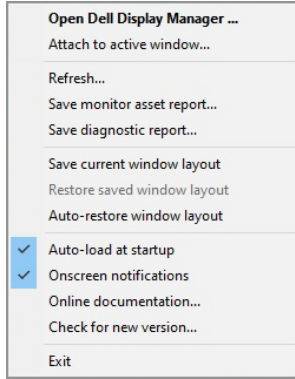 Open Dell Display Manager ...
Attach to active window...
Refresh...
Save monitor asset report...
Save diagnostic report...
Save current window layout
Restore saved window layout
Auto-restore window layout
Auto-load at startup
Onscreen notifications
Online documentation...
Check for new version...
Exit